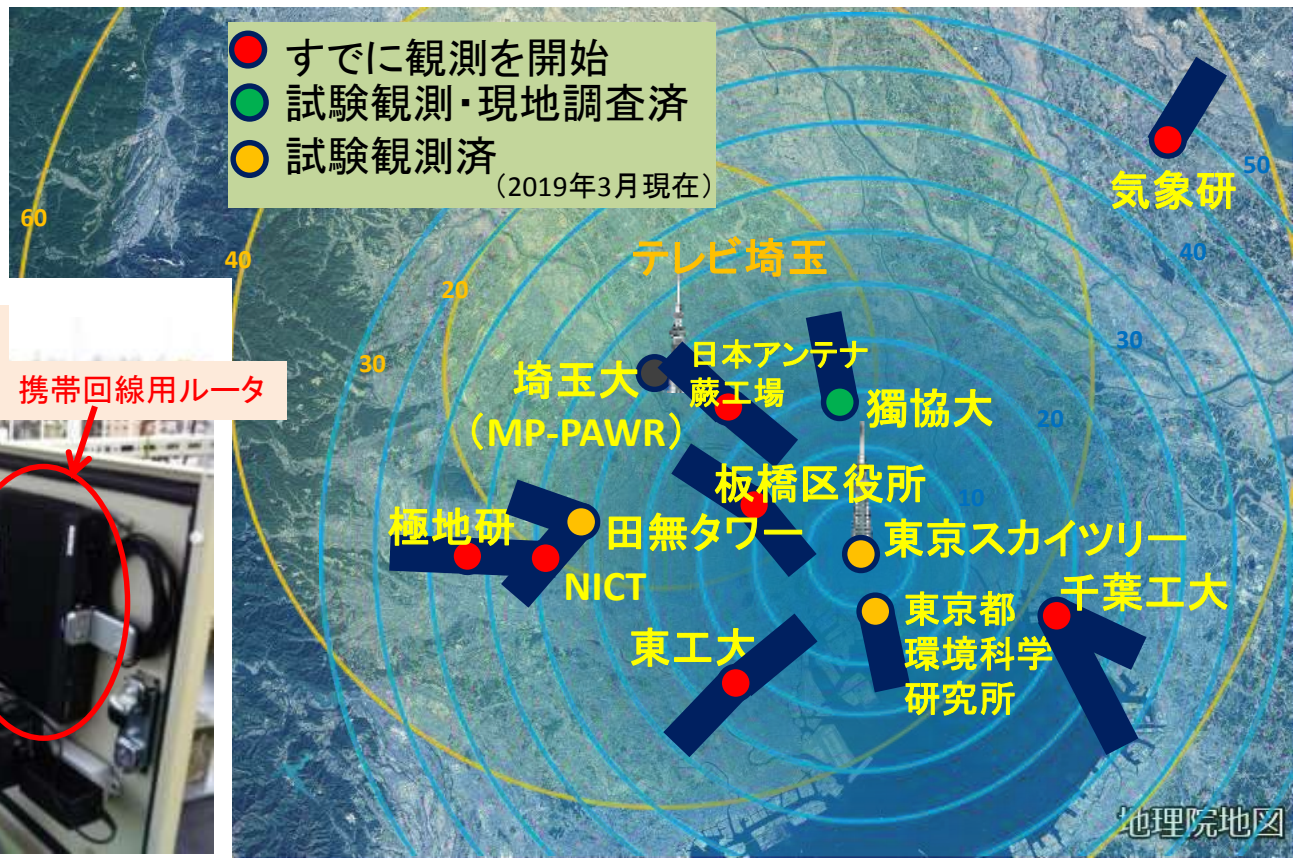 すでに観測を開始
試験観測・現地調査済
試験観測済
（2019年3月現在）
気象研
50
60
40
40
テレビ埼玉
20
30
30
日本アンテナ
蕨工場
埼玉大
（MP-PAWR）
獨協大
20
携帯回線用ルータ
板橋区役所
10
極地研
田無タワー
東京スカイツリー
NICT
千葉工大
東京都
環境科学
研究所
東工大
地理院地図